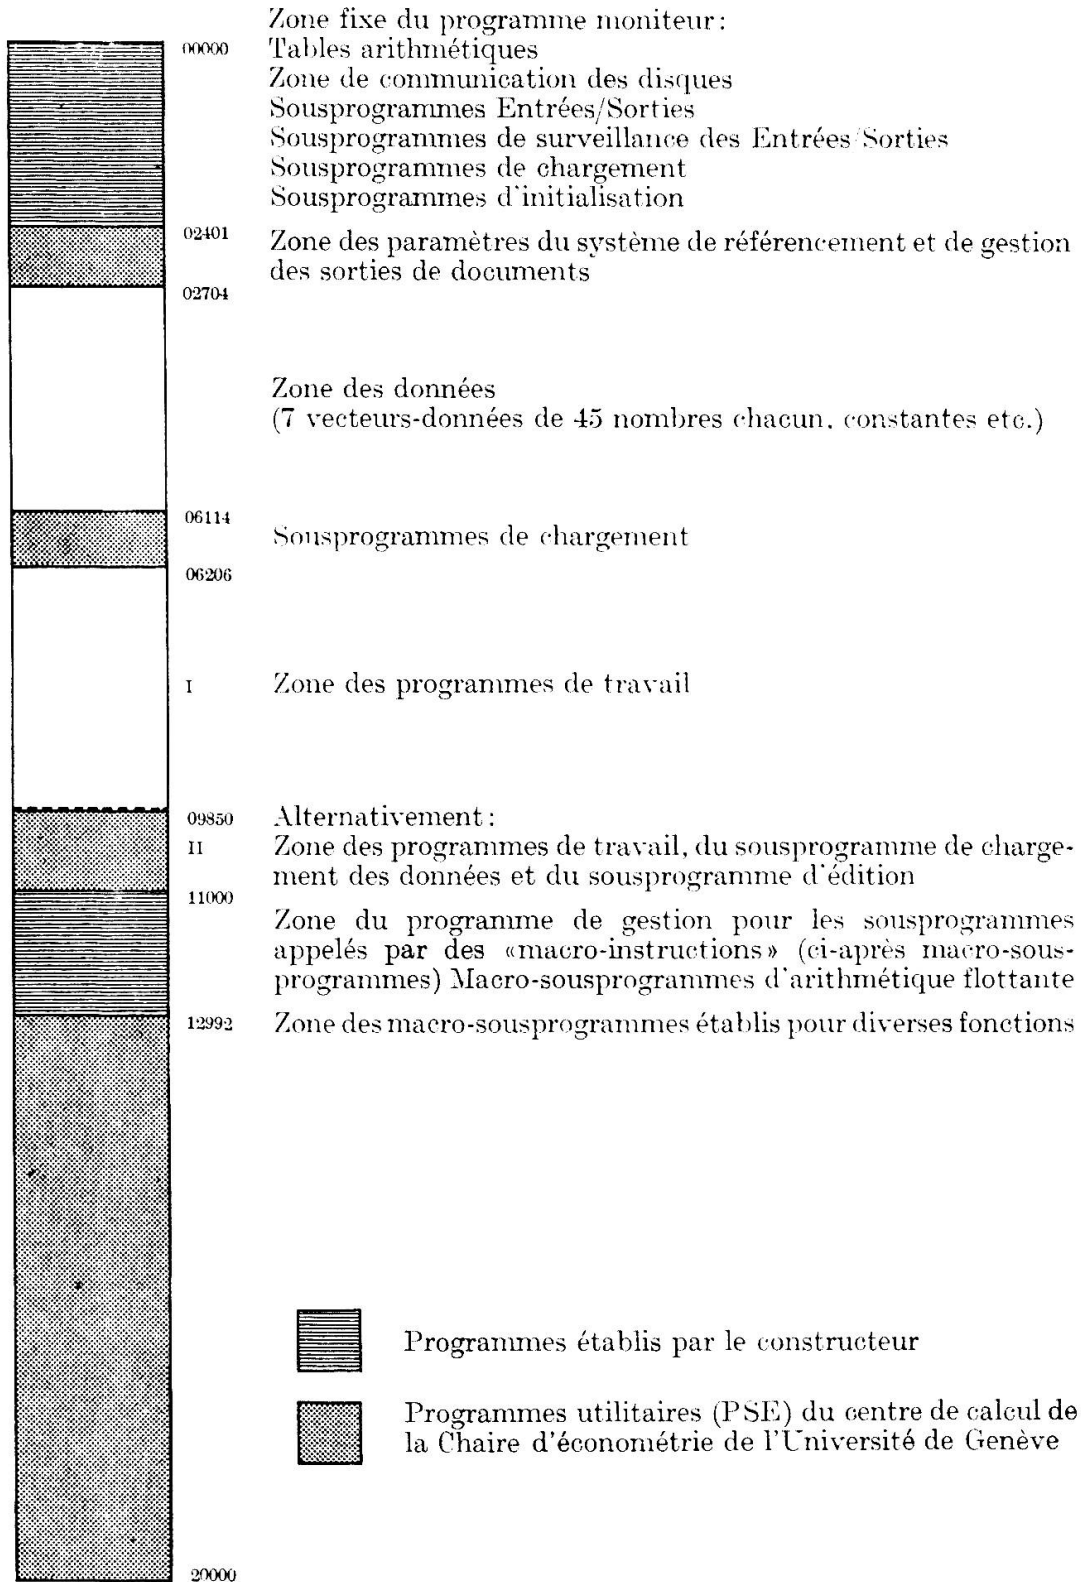 Zone fixe du programme moniteur:
00000 Tables arithmétiques
Zone de communication des disques
Sousprogrammes Entrées/Sorties
Sousprogrammes de surveillance des Entrées/Sorties
Sousprogrammes de chargement
Sousprogrammes d'initialisation
02401 Zone des paramètres du système de référencement et de gestion
des sorties de documents
02704
Zone des données
(7 vecteurs-données de 45 nombres chacun, constantes etc.)
06114
Sousprogrammes de chargement
06206
I Zone des programmes de travail
09850 Alternativement:
II Zone des programmes de travail, du sousprogramme de charge-
ment des données et du sousprogramme d'édition
11000
Zone du programme de gestion pour les sousprogrammes
appelés par des «macro-instructions» (ci-après macro-sous-
programmes) Macro-sousprogrammes d'arithmétique flottante
12992 Zone des macro-sousprogrammes établis pour diverses fonctions
Programmes établis par le constructeur
Programmes utilitaires (PSE) du centre de calcul de
la Chaire d'économétrie de l'Université de Genève
20000